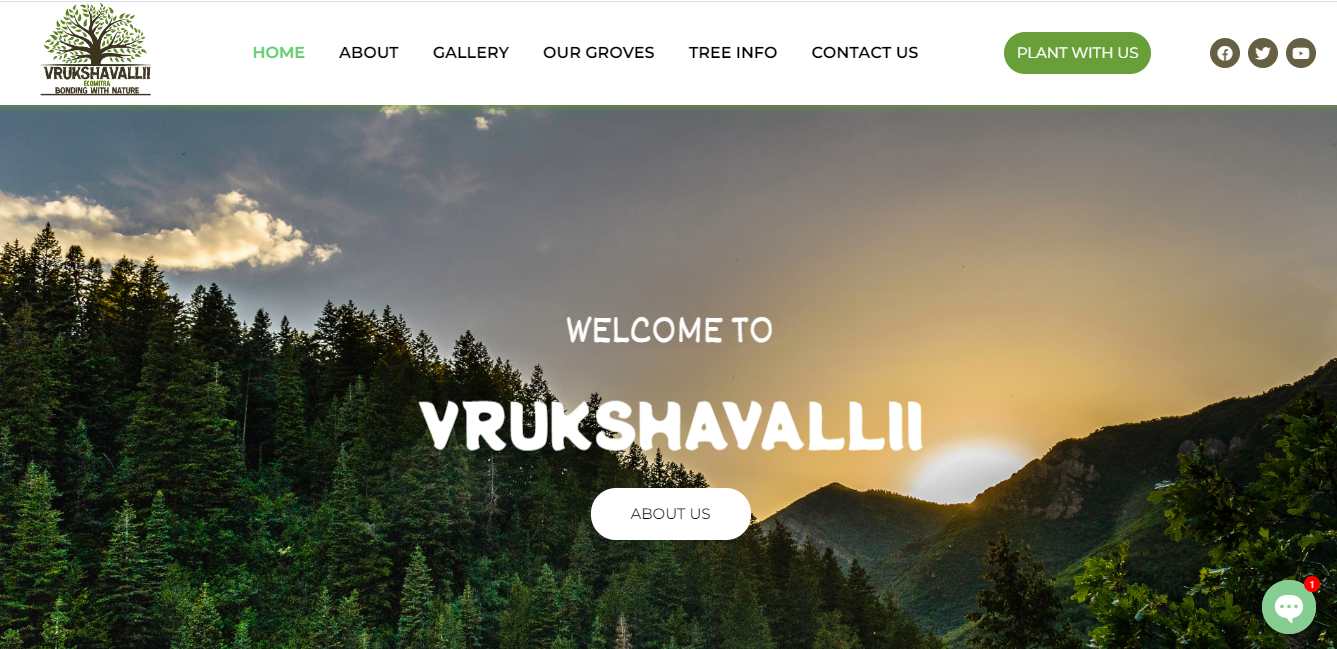 VRUKSHAVALLII
ECOMITRA
BONDING WITH NATURE
HOME ABOUT GALLERY OUR GROVES TREE INFO CONTACT US PLANT WITH US
WELCOME TO
VRUKSHAVALLII
ABOUT US
1